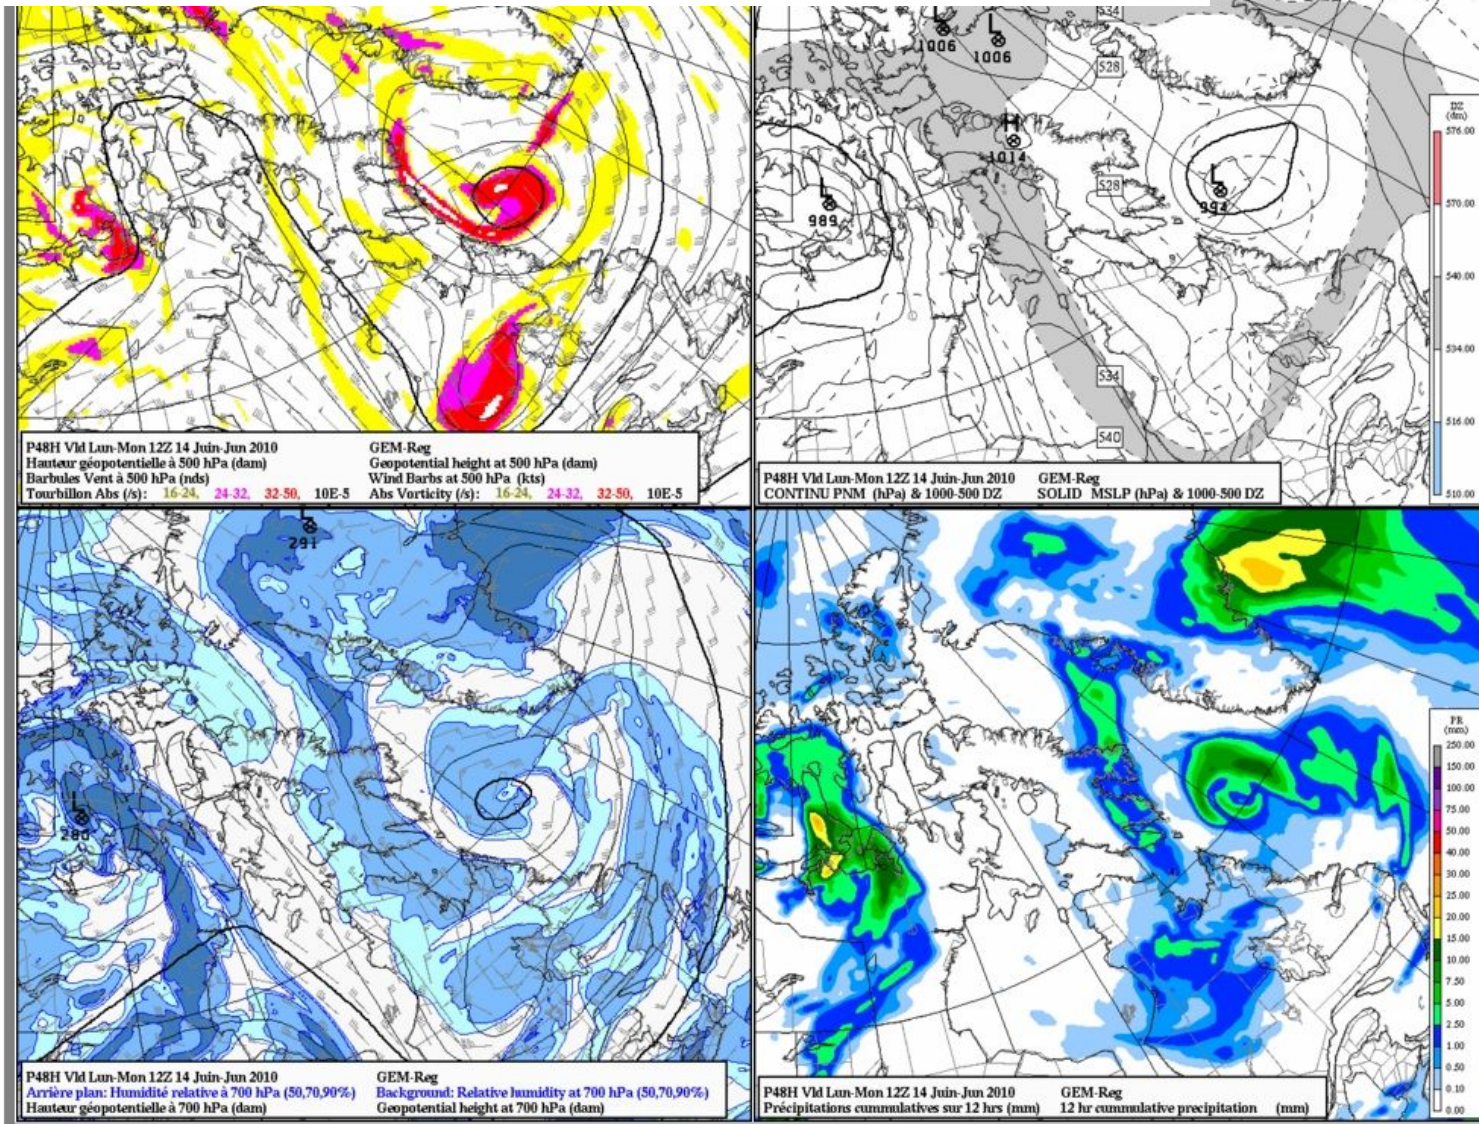 L
1006
L
1006
534
528
H
1014
528
L
989
L
994
534
540
DZ
(dm)
576.00
570.00
540.00
534.00
516.00
510.00
P48H Vld Lun-Mon 12Z 14 Juin-Jun 2010 GEM-Reg
Hauteur géopotentielle à 500 hPa (dam) Geopotential height at 500 hPa (dam)
Barbules Vent à 500 hPa (nds) Wind Barbs at 500 hPa (kts)
Tourbillon Abs (/s): 16-24, 24-32, 32-50, 10E-5 Abs Vorticity (/s): 16-24, 24-32, 32-50, 10E-5
P48H Vld Lun-Mon 12Z 14 Juin-Jun 2010 GEM-Reg
CONTINU PNM (hPa) & 1000-500 DZ SOLID MSLP (hPa) & 1000-500 DZ
291
L
280
P48H Vld Lun-Mon 12Z 14 Juin-Jun 2010 GEM-Reg
Arrière plan: Humidité relative à 700 hPa (50,70,90%) Background: Relative humidity at 700 hPa (50,70,90%)
Hauteur géopotentielle à 700 hPa (dam) Geopotential height at 700 hPa (dam)
PR
(mm)
250.00
150.00
100.00
75.00
50.00
40.00
30.00
25.00
20.00
15.00
10.00
7.50
5.00
2.50
1.00
0.50
0.10
0.00
P48H Vld Lun-Mon 12Z 14 Juin-Jun 2010 GEM-Reg
Précipitations cummulatives sur 12 hrs (mm) 12 hr cummulative precipitation (mm)